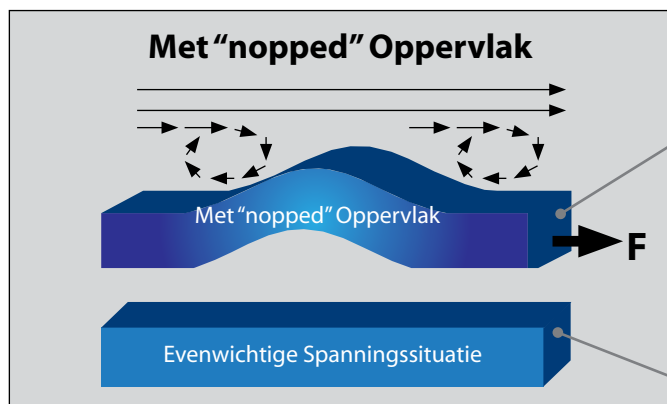 Met “nopped” Oppervlak
Met “nopped” Oppervlak
F
Evenwichtige Spanningssituatie